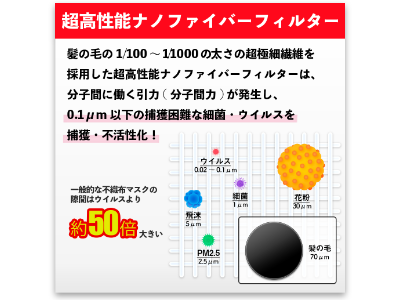 超高性能ナノファイバーフィルター
髪の毛の 1/100 ～ 1/1000 の太さの超極細繊維を
採用した超高性能ナノファイバーフィルターは、
分子間に働く引力 ( 分子間力 ) が発生し、
0.1μm 以下の捕獲困難な細菌・ウイルスを
捕獲・不活性化！
ウイルス
0.02－0.1μm
細菌
1μm
花粉
30μm
飛沫
5μm
PM2.5
2.5μm
髪の毛
70μm
一般的な不織布マスクの
隙間はウイルスより
約50倍大きい